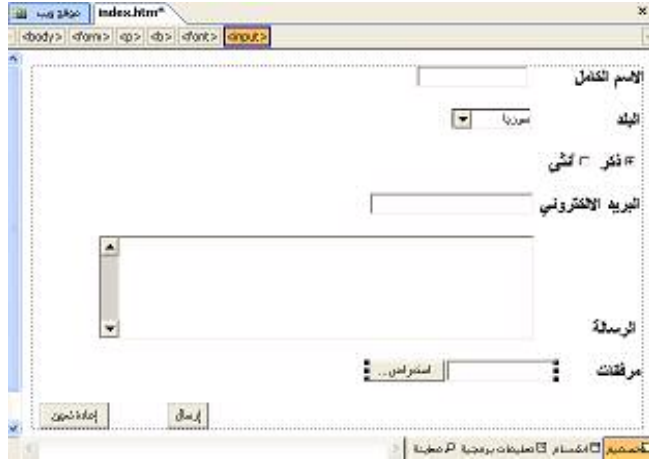 موقع ويب index.htm*
<body> <form> <p> <b> <font> <input>
الاسم الكامل
البلد سوريا
ذكر أنثى
البريد الالكتروني
الرسالة
مرفقات استعراض...
إرسال إعادة تعيين
تصميم انقسام تعليمات برمجية معاينة